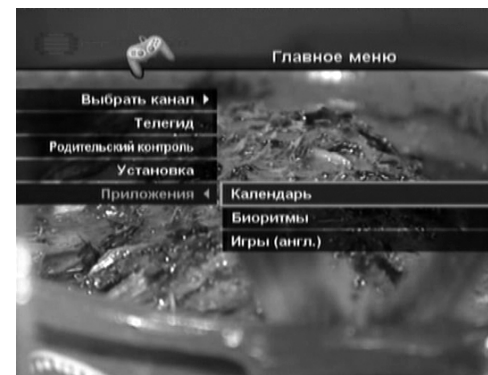 Главное меню
Выбрать канал
Телегид
Родительский контроль
Установка
Приложения
Календарь
Биоритмы
Игры (англ.)